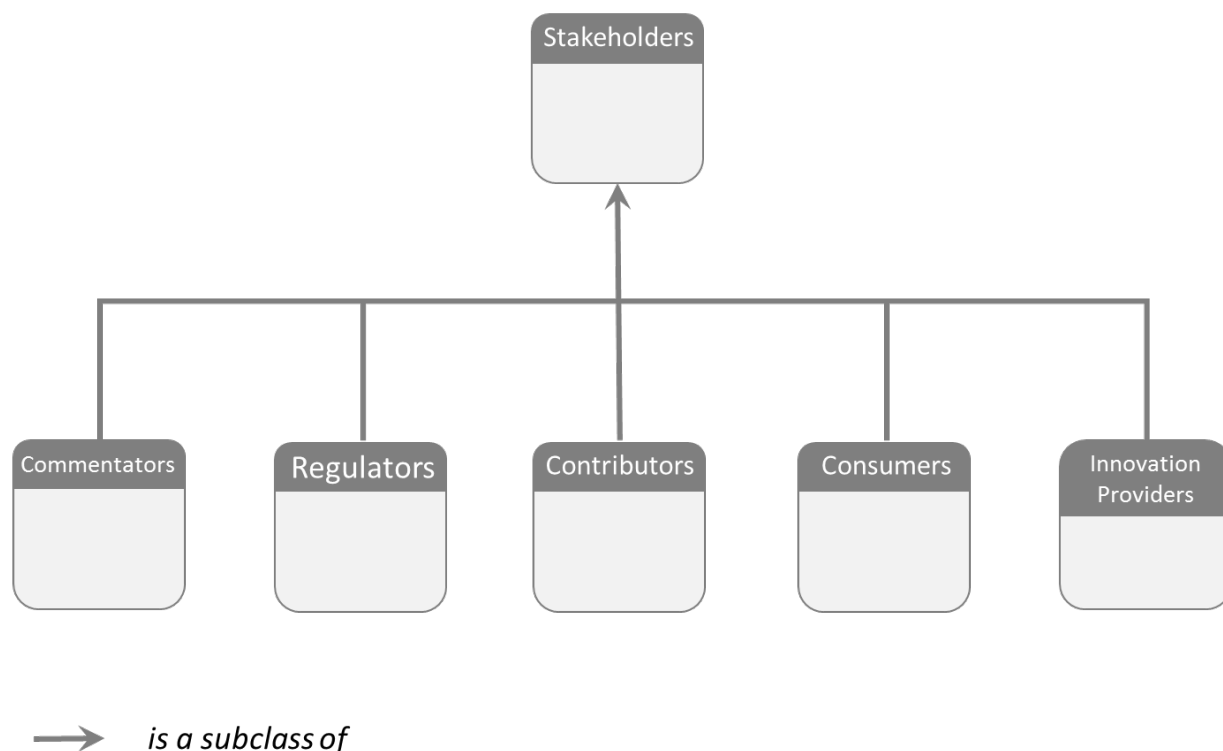 Stakeholders
Commentators
Regulators
Contributors
Consumers
Innovation
Providers
is a subclass of